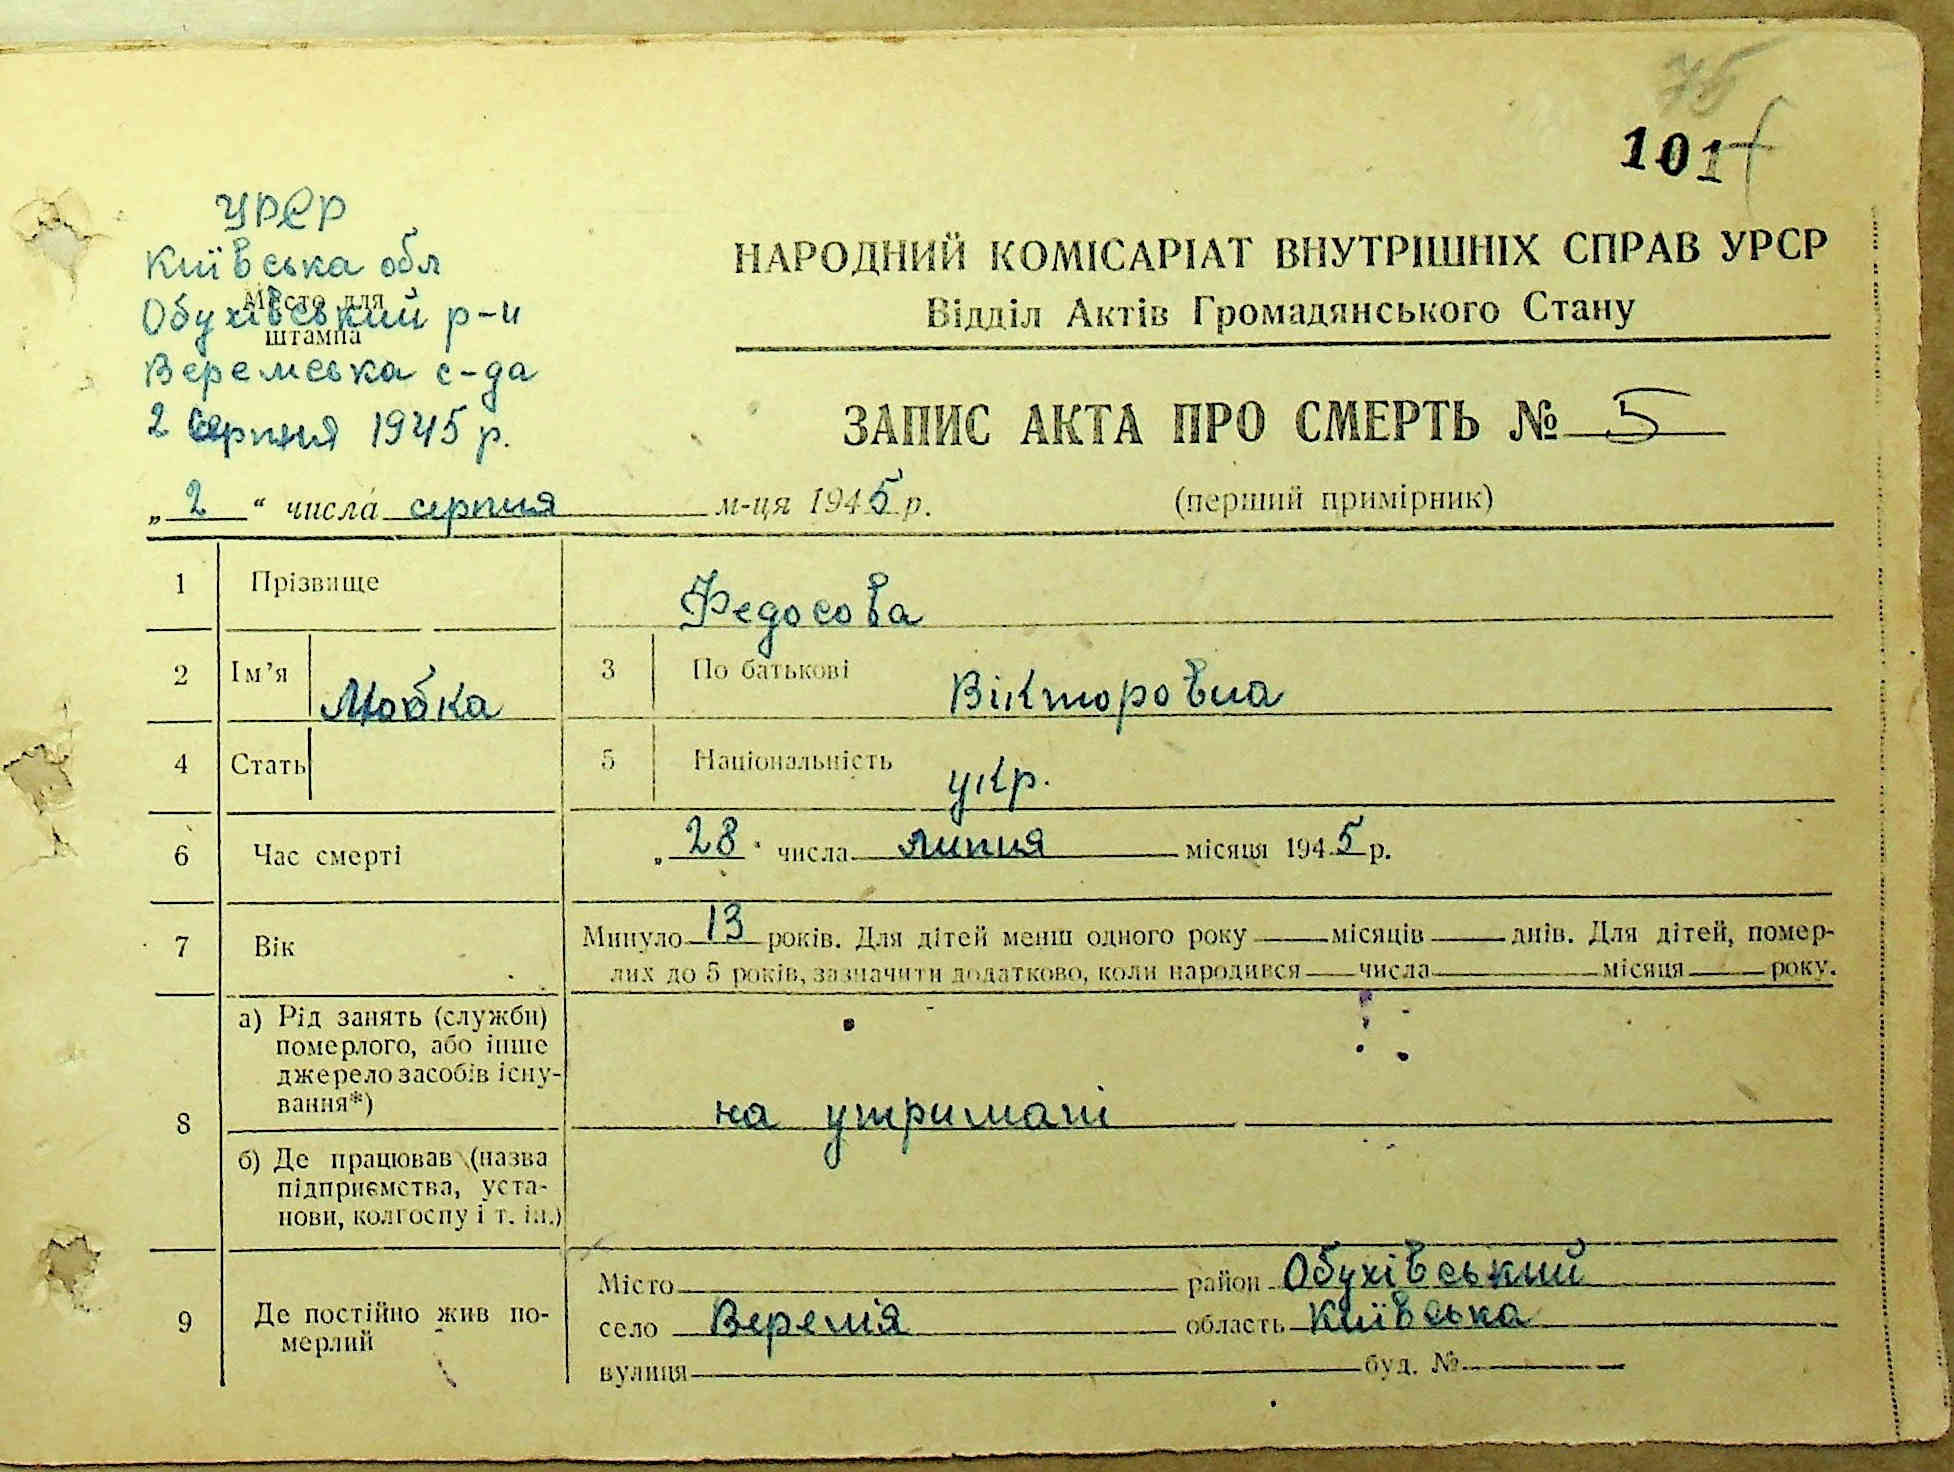 75
101
УРСР
Київська обл
Місто для
Обухівський р-н
штампа
Веремська с-да
2 серпня 1945 р.
НАРОДНИЙ КОМІСАРІАТ ВНУТРІШНІХ СПРАВ УРСР
Відділ Актів Громадянського Стану
ЗАПИС АКТА ПРО СМЕРТЬ № 5
„2“ числа серпня м-ця 1945 р.
(перший примірник)
1 Прізвище Федосова
2 Ім’я 3 По батькові Вікторовна
4 Стать 5 Національність укр.
6 Час смерті „28“ числа липня місяця 1945 р.
7 Вік Минуло 13 років. Для дітей менш одного року — місяців — днів. Для дітей, помер-
лих до 5 років, зазначити додатково, коли народився — числа — місяця — року.
8 а) Рід занять (служби)
померлого, або інше
джерело засобів існу-
вання*)
на утримані
б) Де працював (назва
підприємства, уста-
нови, колгоспу і т. ін.)
9 Де постійно жив по-
мерлий
Місто район Обухівський
село Веремя область Київська
вулиця буд. №